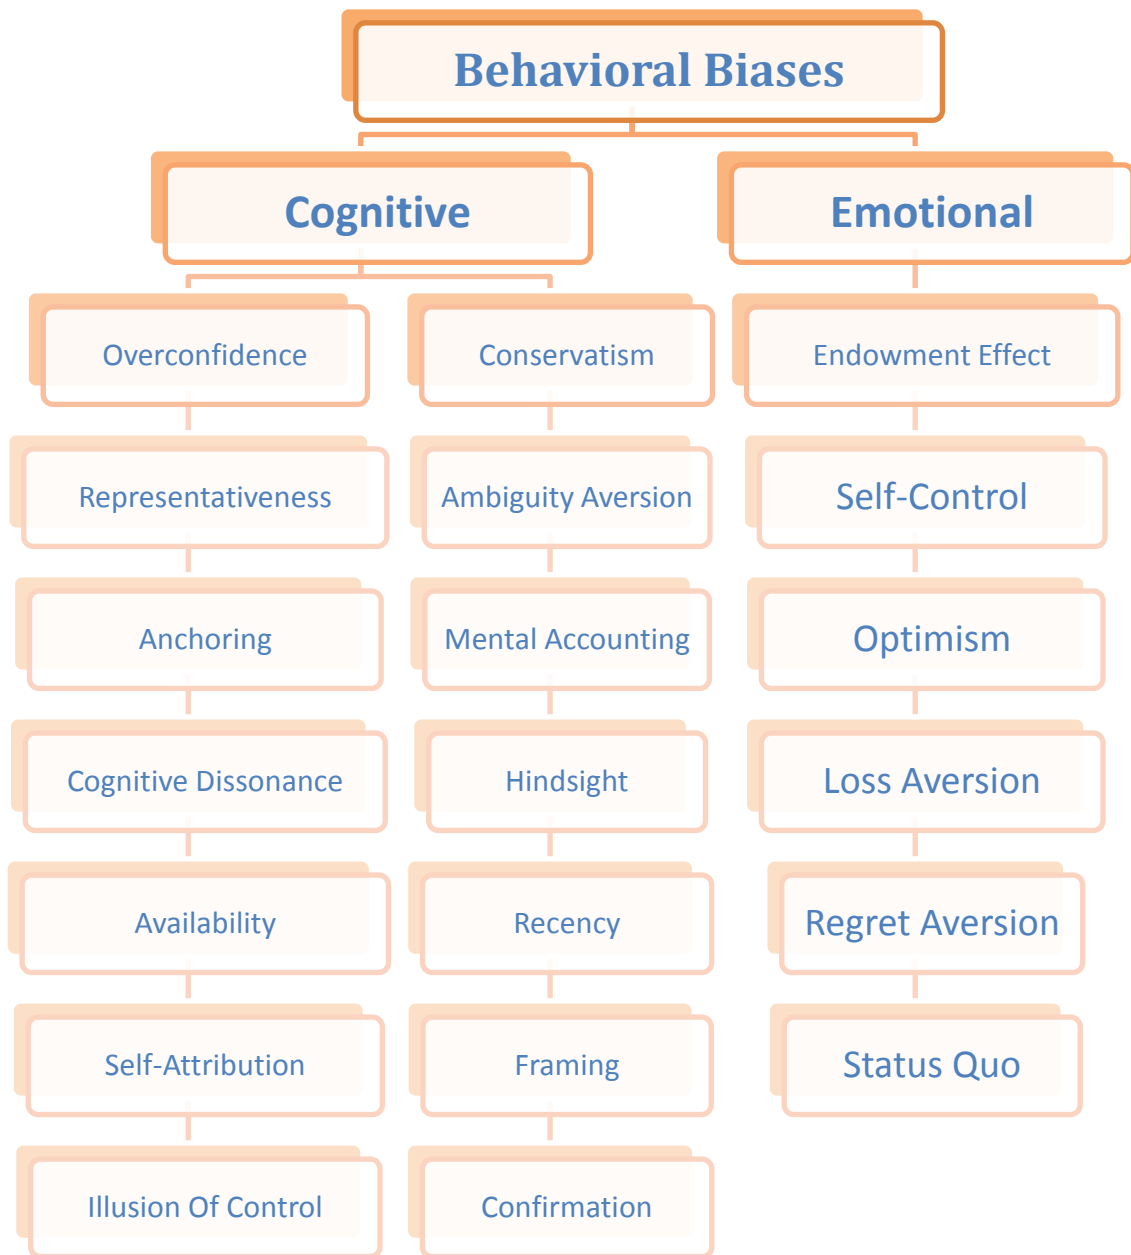 Behavioral Biases
Cognitive
Emotional
Overconfidence
Conservatism
Endowment Effect
Representativeness
Ambiguity Aversion
Self-Control
Anchoring
Mental Accounting
Optimism
Cognitive Dissonance
Hindsight
Loss Aversion
Availability
Recency
Regret Aversion
Self-Attribution
Framing
Status Quo
Illusion Of Control
Confirmation